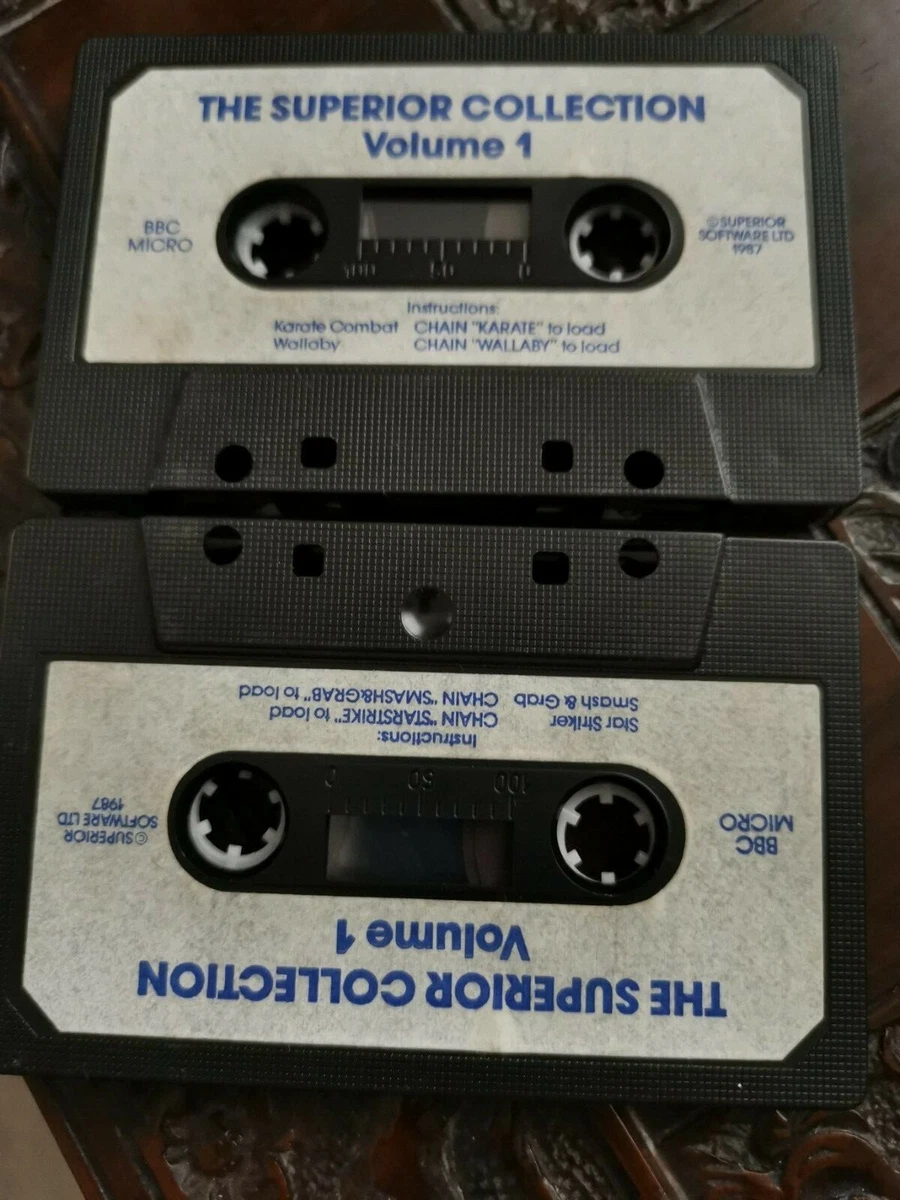 THE SUPERIOR COLLECTION
Volume 1
BBC
MICRO
©SUPERIOR
SOFTWARE LTD
1987
100 50 0
Instructions:
Karate Combat CHAIN "KARATE" to load
Wallaby CHAIN "WALLABY" to load
THE SUPERIOR COLLECTION
Volume 1
BBC
MICRO
©SUPERIOR
SOFTWARE LTD
1987
100 50 0
Instructions:
Star Striker CHAIN "STARSTRIKE" to load
Smash & Grab CHAIN "SMASH&GRAB" to load